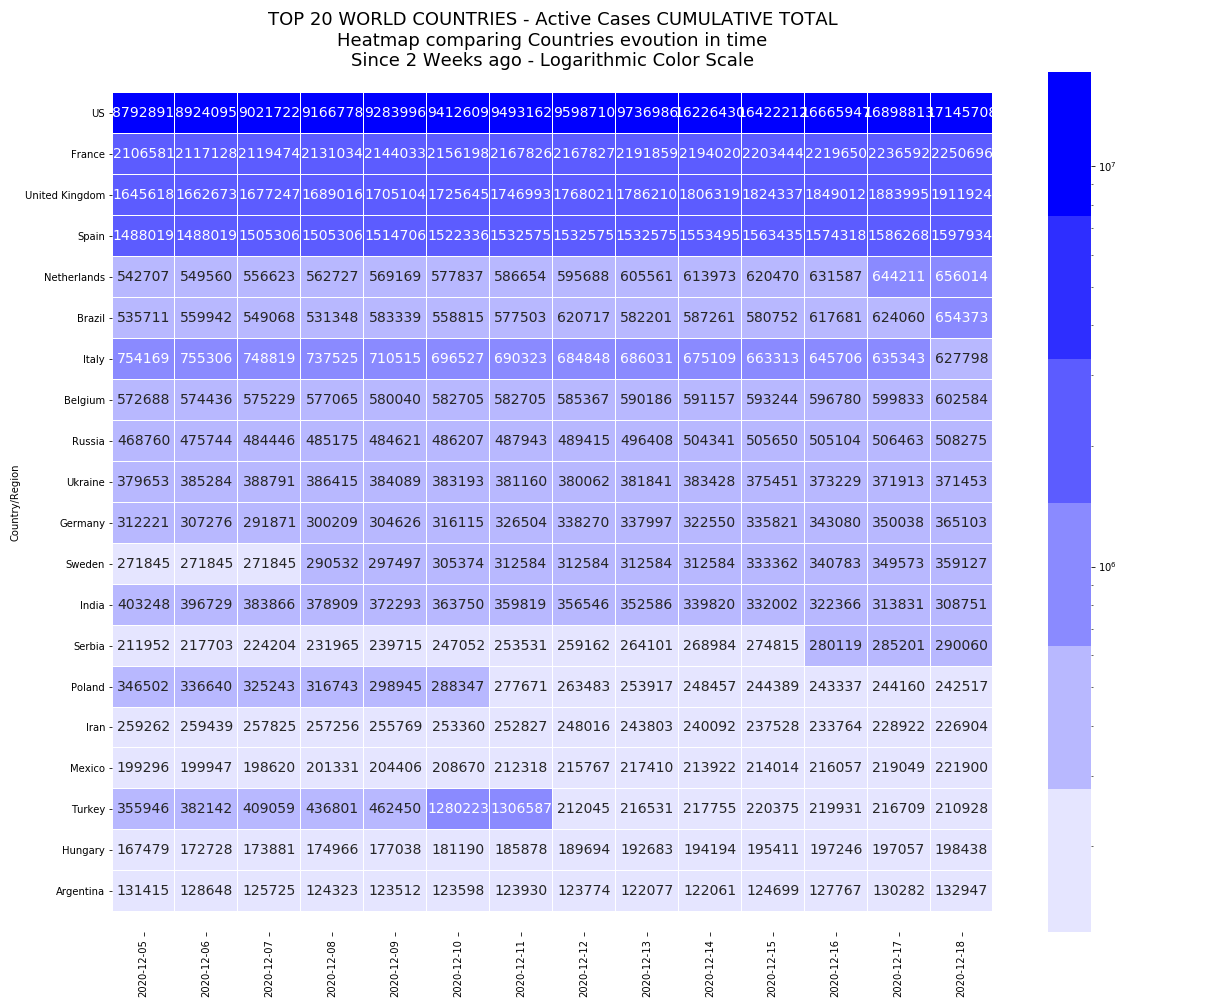 TOP 20 WORLD COUNTRIES - Active Cases CUMULATIVE TOTAL
Heatmap comparing Countries evoution in time
Since 2 Weeks ago - Logarithmic Color Scale
US 8792891 8924095 9021722 9166778 9283996 9412609 9493162 9598710 9736986 16226430 16422212 16665947 16898813 17145708
France 2106581 2117128 2119474 2131034 2144033 2156198 2167826 2167827 2191859 2194020 2203444 2219650 2236592 2250696
United Kingdom 1645618 1662673 1677247 1689016 1705104 1725645 1746993 1768021 1786210 1806319 1824337 1849012 1883995 1911924
Spain 1488019 1488019 1505306 1505306 1514706 1522336 1532575 1532575 1532575 1553495 1563435 1574318 1586268 1597934
Netherlands 542707 549560 556623 562727 569169 577837 586654 595688 605561 613973 620470 631587 644211 656014
Brazil 535711 559942 549068 531348 583339 558815 577503 620717 582201 587261 580752 617681 624060 654373
Italy 754169 755306 748819 737525 710515 696527 690323 684848 686031 675109 663313 645706 635343 627798
Belgium 572688 574436 575229 577065 580040 582705 582705 585367 590186 591157 593244 596780 599833 602584
Russia 468760 475744 484446 485175 484621 486207 487943 489415 496408 504341 505650 505104 506463 508275
Ukraine 379653 385284 388791 386415 384089 383193 381160 380062 381841 383428 375451 373229 371913 371453
Germany 312221 307276 291871 300209 304626 316115 326504 338270 337997 322550 335821 343080 350038 365103
Sweden 271845 271845 271845 290532 297497 305374 312584 312584 312584 312584 333362 340783 349573 359127
India 403248 396729 383866 378909 372293 363750 359819 356546 352586 339820 332002 322366 313831 308751
Serbia 211952 217703 224204 231965 239715 247052 253531 259162 264101 268984 274815 280119 285201 290060
Poland 346502 336640 325243 316743 298945 288347 277671 263483 253917 248457 244389 243337 244160 242517
Iran 259262 259439 257825 257256 255769 253360 252827 248016 243803 240092 237528 233764 228922 226904
Mexico 199296 199947 198620 201331 204406 208670 212318 215767 217410 213922 214014 216057 219049 221900
Turkey 355946 382142 409059 436801 462450 1280223 1306587 212045 216531 217755 220375 219931 216709 210928
Hungary 167479 172728 173881 174966 177038 181190 185878 189694 192683 194194 195411 197246 197057 198438
Argentina 131415 128648 125725 124323 123512 123598 123930 123774 122077 122061 124699 127767 130282 132947
Country/Region
2020-12-05 2020-12-06 2020-12-07 2020-12-08 2020-12-09 2020-12-10 2020-12-11 2020-12-12 2020-12-13 2020-12-14 2020-12-15 2020-12-16 2020-12-17 2020-12-18
10⁷
10⁶